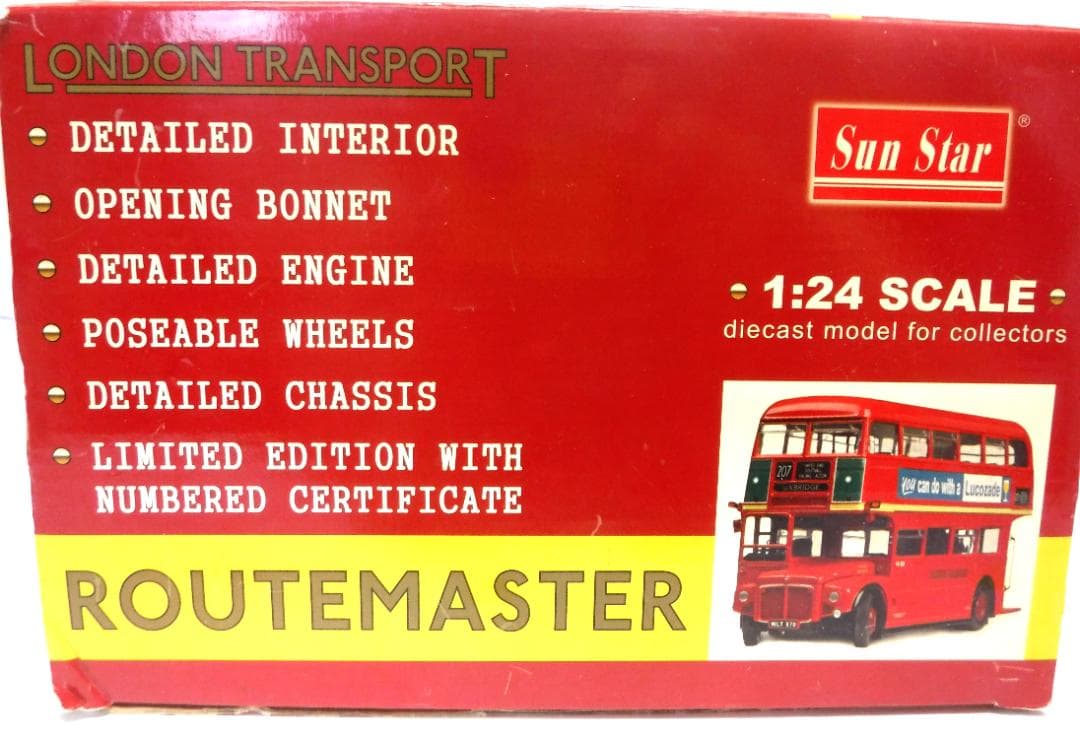 LONDON TRANSPORT
DETAILED INTERIOR
OPENING BONNET
DETAILED ENGINE
POSEABLE WHEELS
DETAILED CHASSIS
LIMITED EDITION WITH
NUMBERED CERTIFICATE
ROUTEMASTER
Sun Star ®
1:24 SCALE
diecast model for collectors
207
UXBRIDGE
You can do with a Lucozade